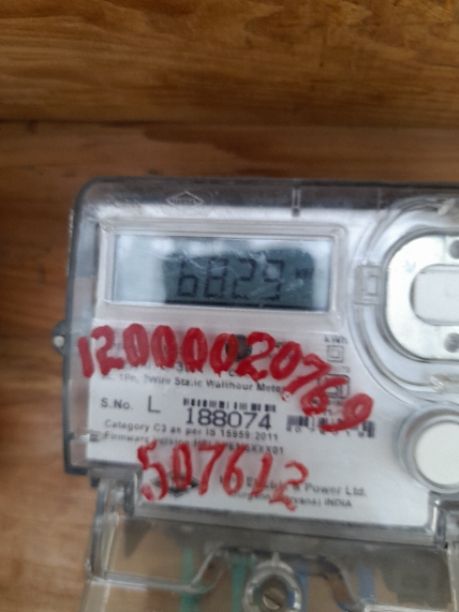 6829
12000020769
1Ph, 2Wire Static Watthour Meter
S.No. L 188074
Category C3 as per IS 15959:2011
507612
& Power Ltd.
INDIA